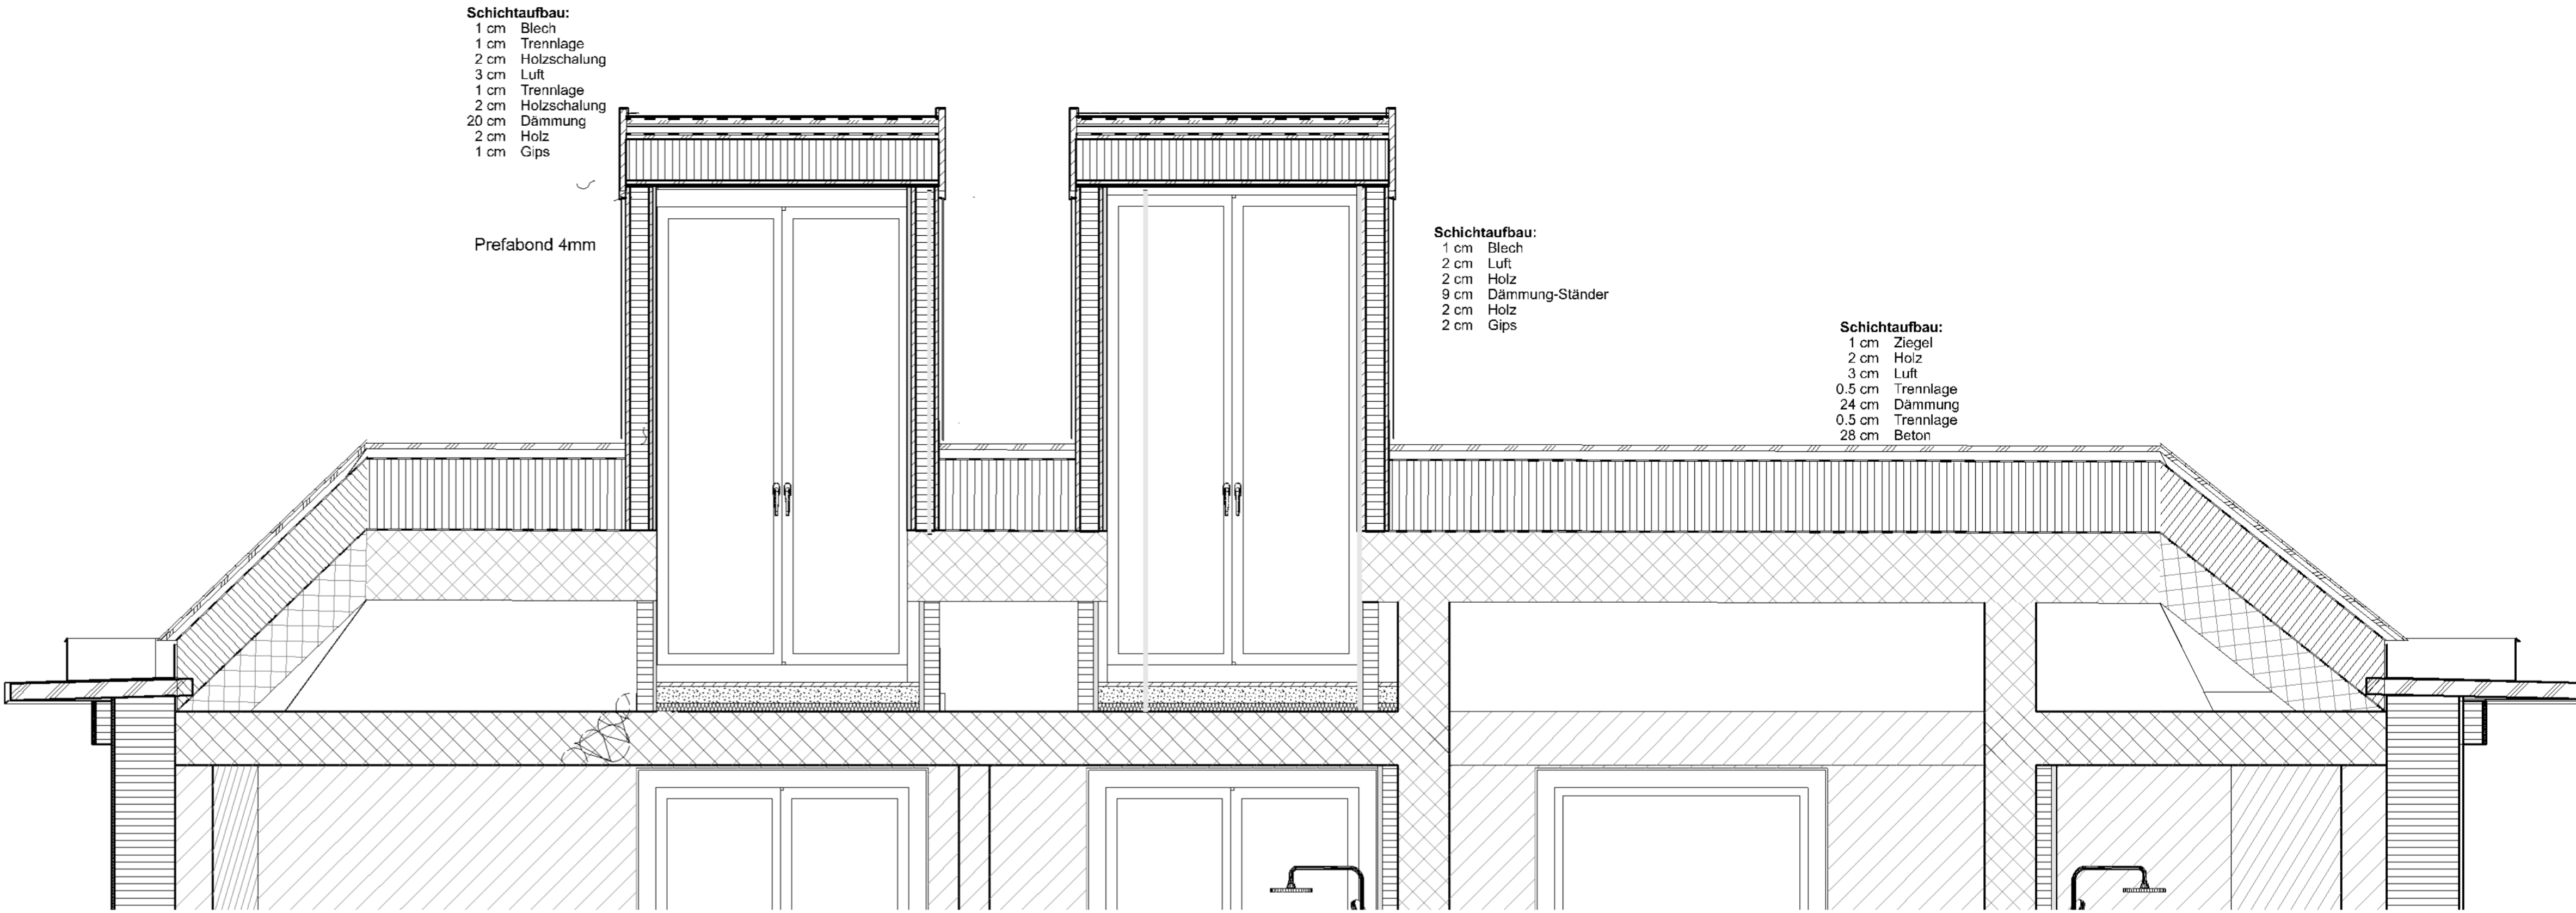 Schichtaufbau:
1 cm Blech
1 cm Trennlage
2 cm Holzschalung
3 cm Luft
1 cm Trennlage
2 cm Holzschalung
20 cm Dämmung
2 cm Holz
1 cm Gips
Prefabond 4mm
Schichtaufbau:
1 cm Blech
2 cm Luft
2 cm Holz
9 cm Dämmung-Ständer
2 cm Holz
2 cm Gips
Schichtaufbau:
1 cm Ziegel
2 cm Holz
3 cm Luft
0.5 cm Trennlage
24 cm Dämmung
0.5 cm Trennlage
28 cm Beton